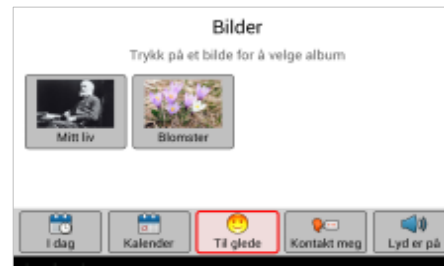 Bilder
Trykk på et bilde for å velge album
Mitt liv
Blomster
I dag
Kalender
Til glede
Kontakt meg
Lyd er på